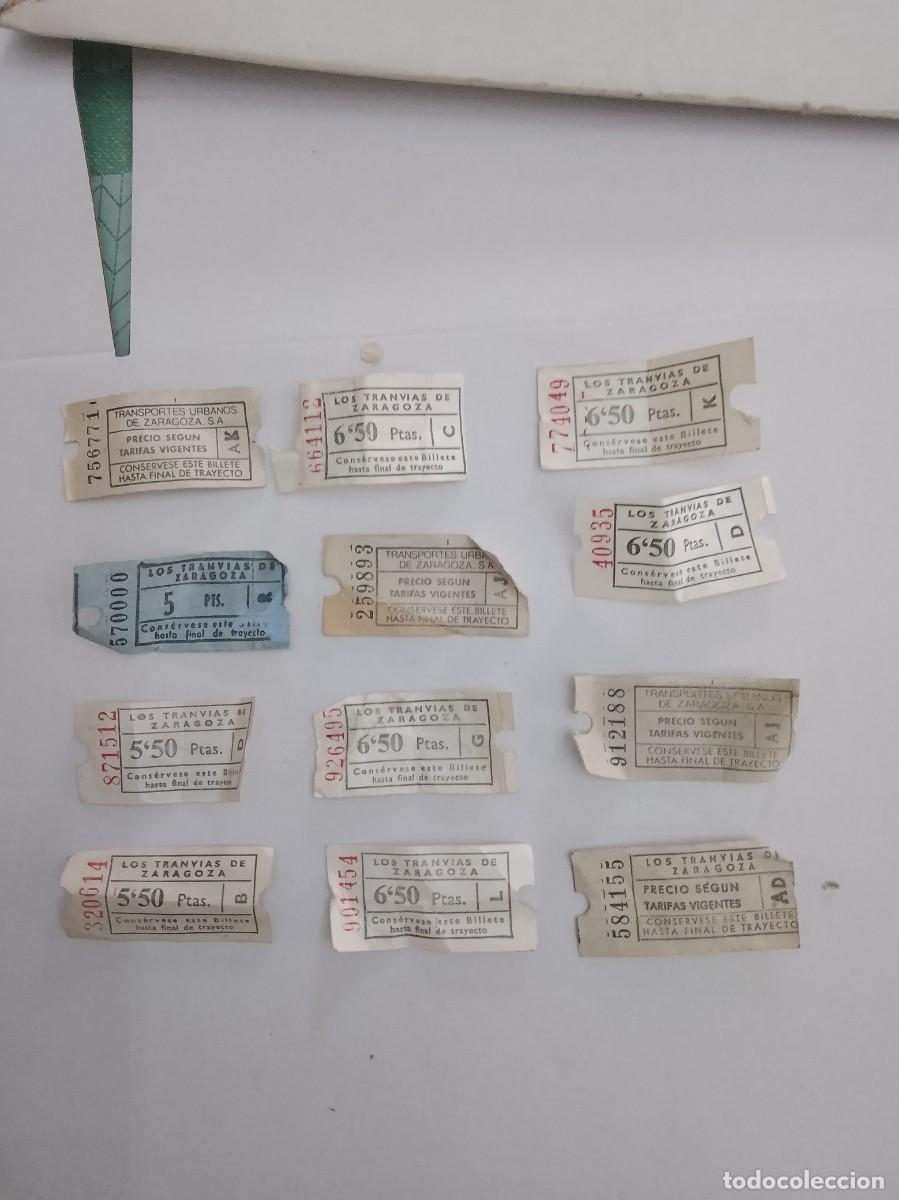 756771
TRANSPORTES URBANOS
DE ZARAGOZA, S.A
PRECIO SEGUN
TARIFAS VIGENTES
AK
CONSERVESE ESTE BILLETE
HASTA FINAL DE TRAYECTO
664112
LOS TRANVIAS DE
ZARAGOZA
6'50 Ptas.
C
Consérvese este Billete
hasta final de trayecto
774049
LOS TRANVIAS DE
ZARAGOZA
6'50 Ptas.
K
Consérvese este Billete
hasta final de trayecto
570000
LOS TRANVIAS DE
ZARAGOZA
5 PTS.
Consérvese este
hasta final de trayecto
259893
TRANSPORTES URBA
DE ZARAGOZA, S.A
PRECIO SEGUN
TARIFAS VIGENTES
AJ
CONSERVESE ESTE BILLETE
HASTA FINAL DE TRAYECTO
40935
LOS TRANVIAS DE
ZARAGOZA
6'50 Ptas.
D
Consérvese este Billete
hasta final de trayecto
871512
LOS TRANVIAS DE
ZARAGOZA
5'50 Ptas.
Consérvese este Billete
hasta final de trayecto
926495
LOS TRANVIAS DE
ZARAGOZA
6'50 Ptas.
G
Consérvese este Billete
hasta final de trayecto
912188
TRANSPORTES URBANOS
DE ZARAGOZA, S.A.
PRECIO SEGUN
TARIFAS VIGENTES
AJ
CONSERVESE ESTE BILLETE
HASTA FINAL DE TRAYECTO
320614
LOS TRANVIAS DE
ZARAGOZA
5'50 Ptas.
B
Consérvese este Billete
hasta final de trayecto
991454
LOS TRANVIAS DE
ZARAGOZA
6'50 Ptas.
L
Consérvese este Billete
hasta final de trayecto
584155
LOS TRANVIAS DE
ZARAGOZA
PRECIO SEGUN
TARIFAS VIGENTES
AD
CONSERVESE ESTE BILLETE
HASTA FINAL DE TRAYECTO
todocoleccion